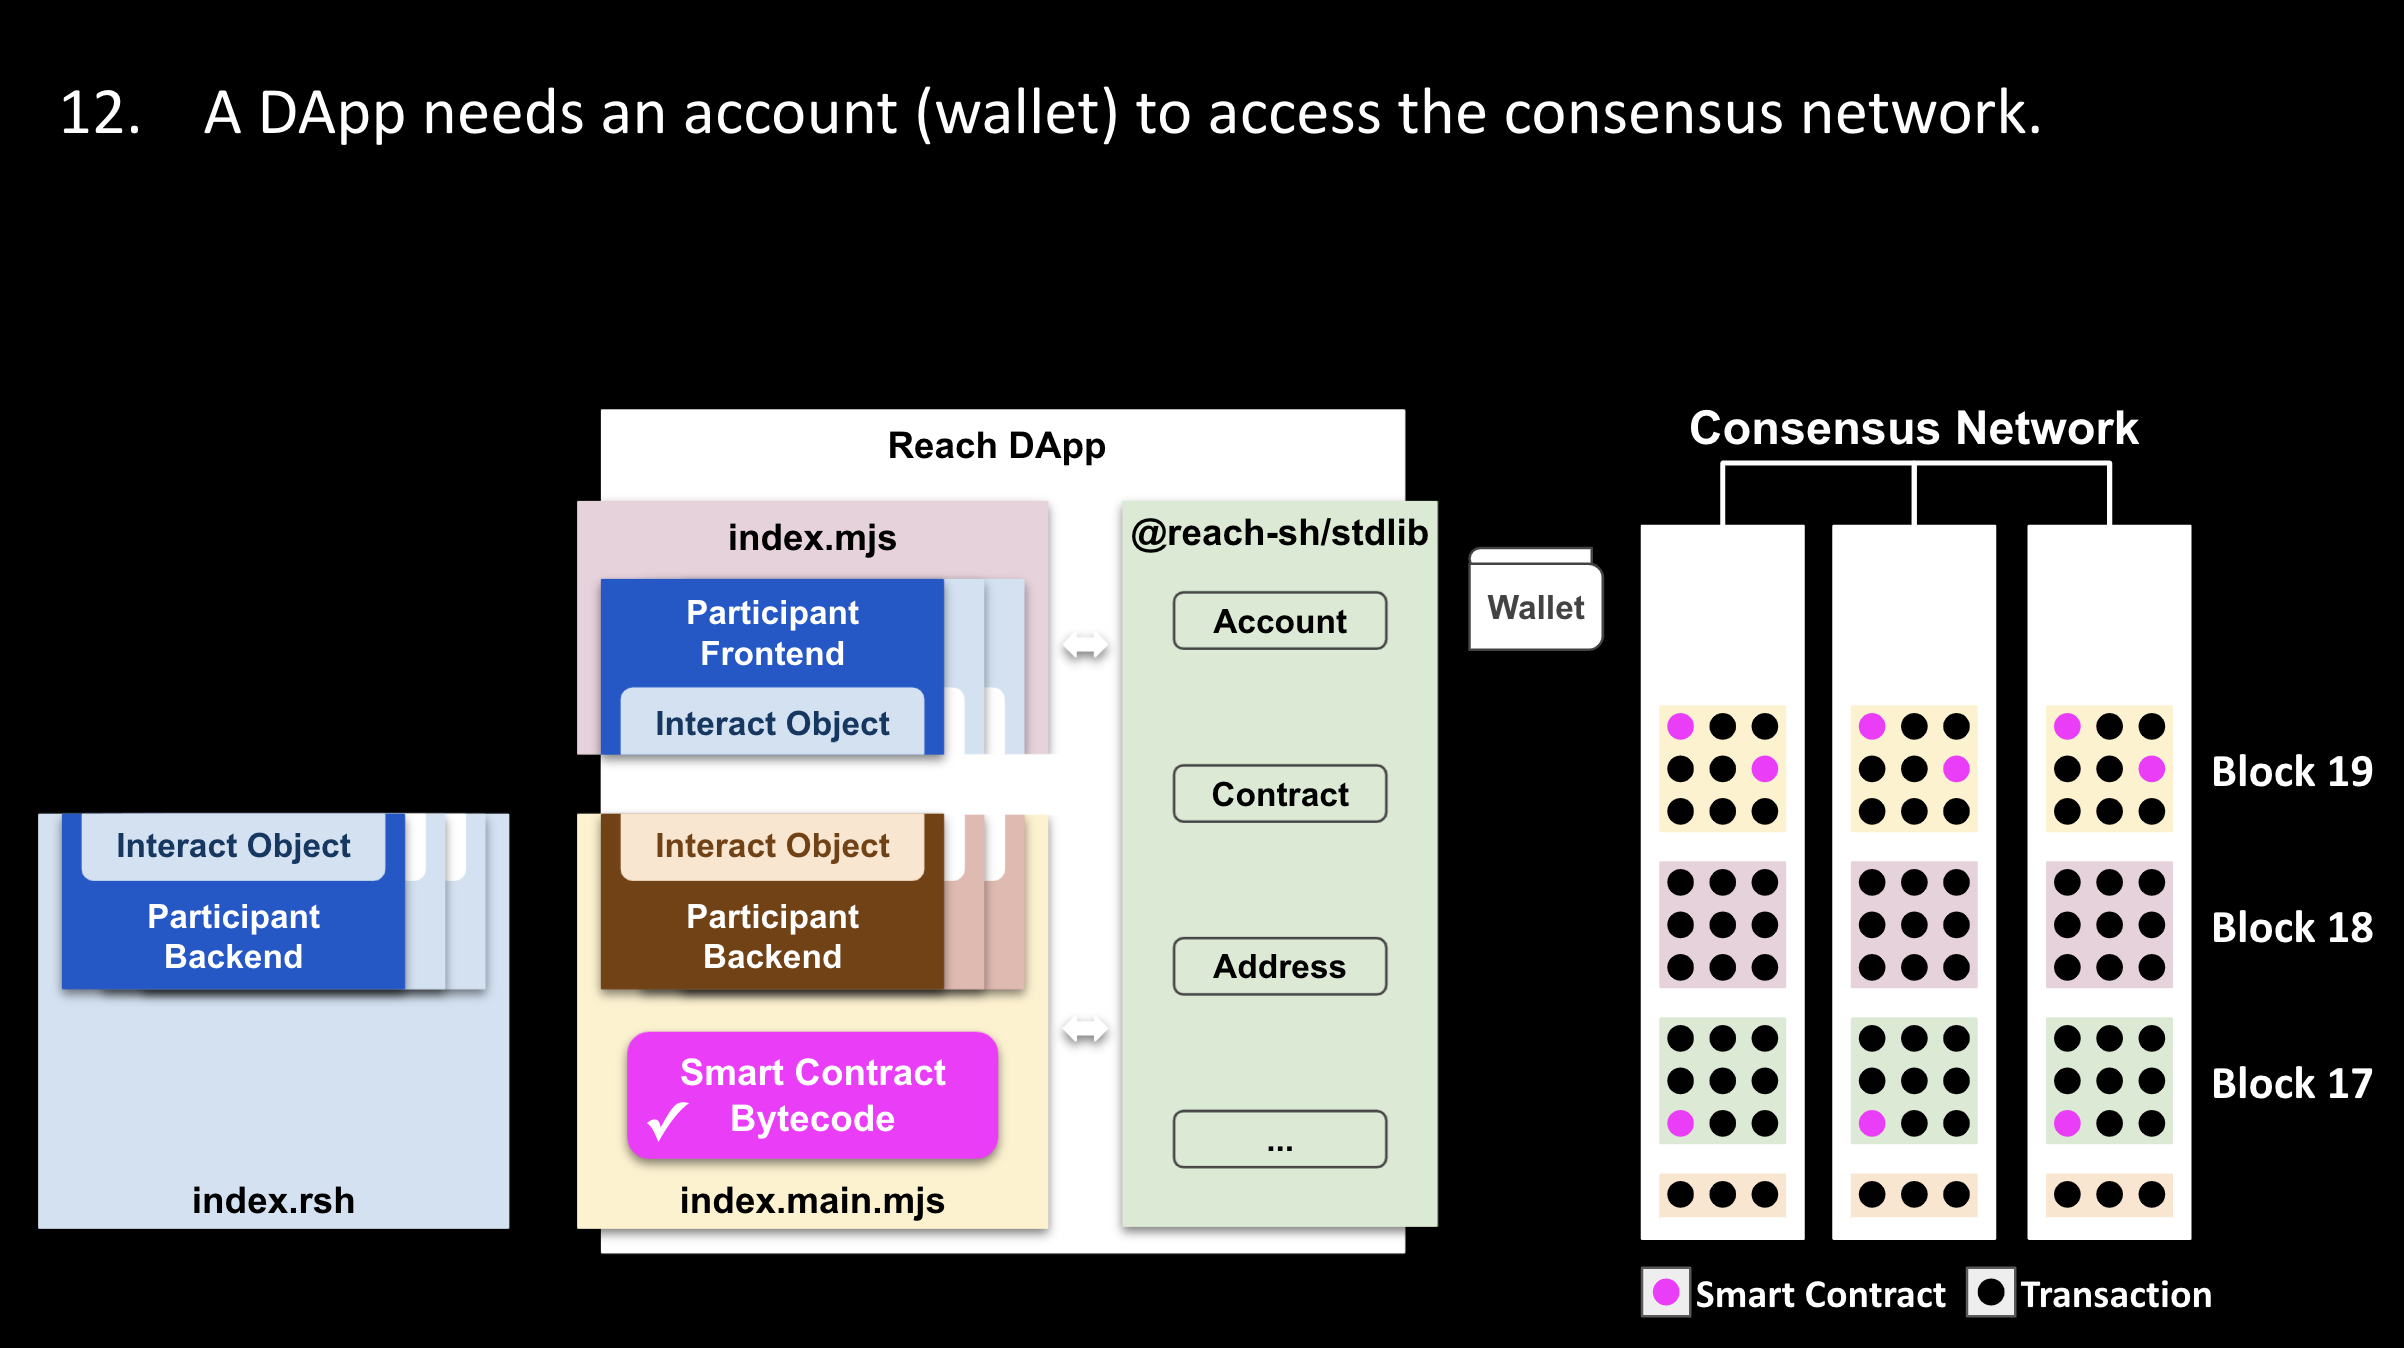 12. A DApp needs an account (wallet) to access the consensus network.
Reach DApp
index.mjs
Participant
Frontend
Interact Object
Interact Object
Participant
Backend
index.rsh
Interact Object
Participant
Backend
Smart Contract
Bytecode
index.main.mjs
@reach-sh/stdlib
Account
Contract
Address
...
Wallet
Consensus Network
Block 19
Block 18
Block 17
Smart Contract
Transaction